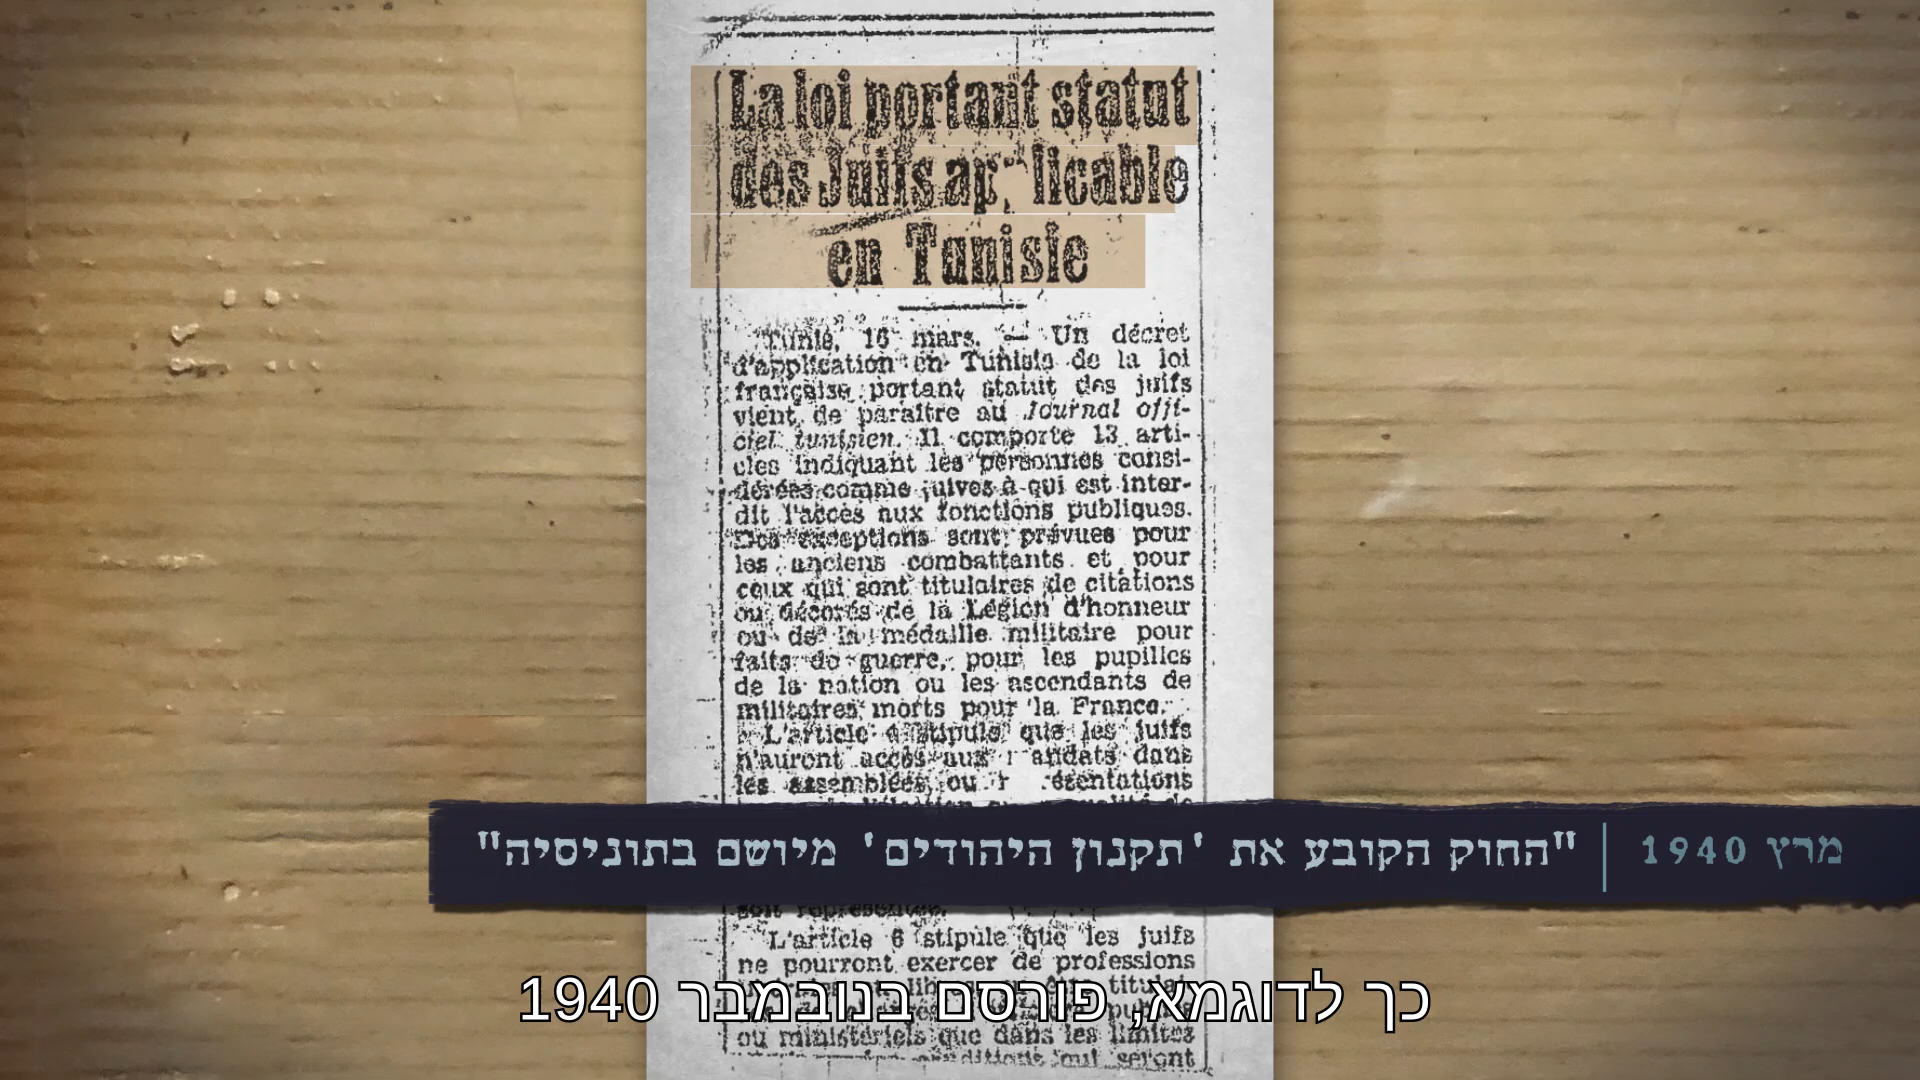 La loi portant statut
des Juifs applicable
en Tunisie
Tunis, 16 mars. — Un décret
d'application en Tunisie de la loi
française portant statut des juifs
vient de paraître au Journal offi-
ciel tunisien. Il comporte 13 arti-
cles indiquant les personnes consi-
dérées comme juives à qui est inter-
dit l'accès aux fonctions publiques.
Des exceptions sont prévues pour
les anciens combattants et pour
ceux qui sont titulaires de citations
ou décorés de la Légion d'honneur
ou de la médaille militaire pour
faits de guerre, pour les pupilles
de la nation ou les ascendants de
militaires morts pour la France.
L'article stipule que les juifs
n'auront accès aux mandats dans
les assemblées ou
מרץ 1940
"החוק הקובע את 'תקנון היהודים' מיושם בתוניסיה"
soit représentée.
L'article 6 stipule que les juifs
ne pourront exercer de professions
כך לדוגמא, פורסם בנובמבר 1940
ou ministériels que dans les limites
qui seront